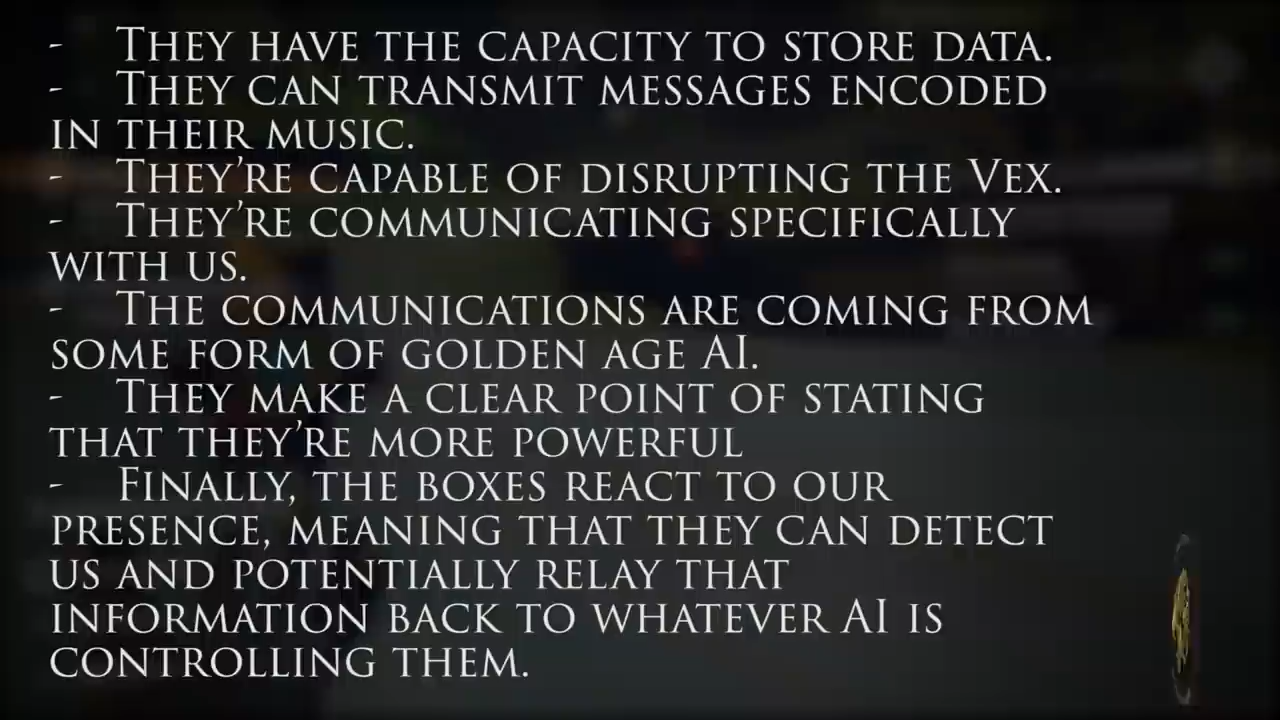 - They have the capacity to store data.
- They can transmit messages encoded
in their music.
- They're capable of disrupting the Vex.
- They're communicating specifically
with us.
- The communications are coming from
some form of golden age AI.
- They make a clear point of stating
that they're more powerful
- Finally, the boxes react to our
presence, meaning that they can detect
us and potentially relay that
information back to whatever AI is
controlling them.